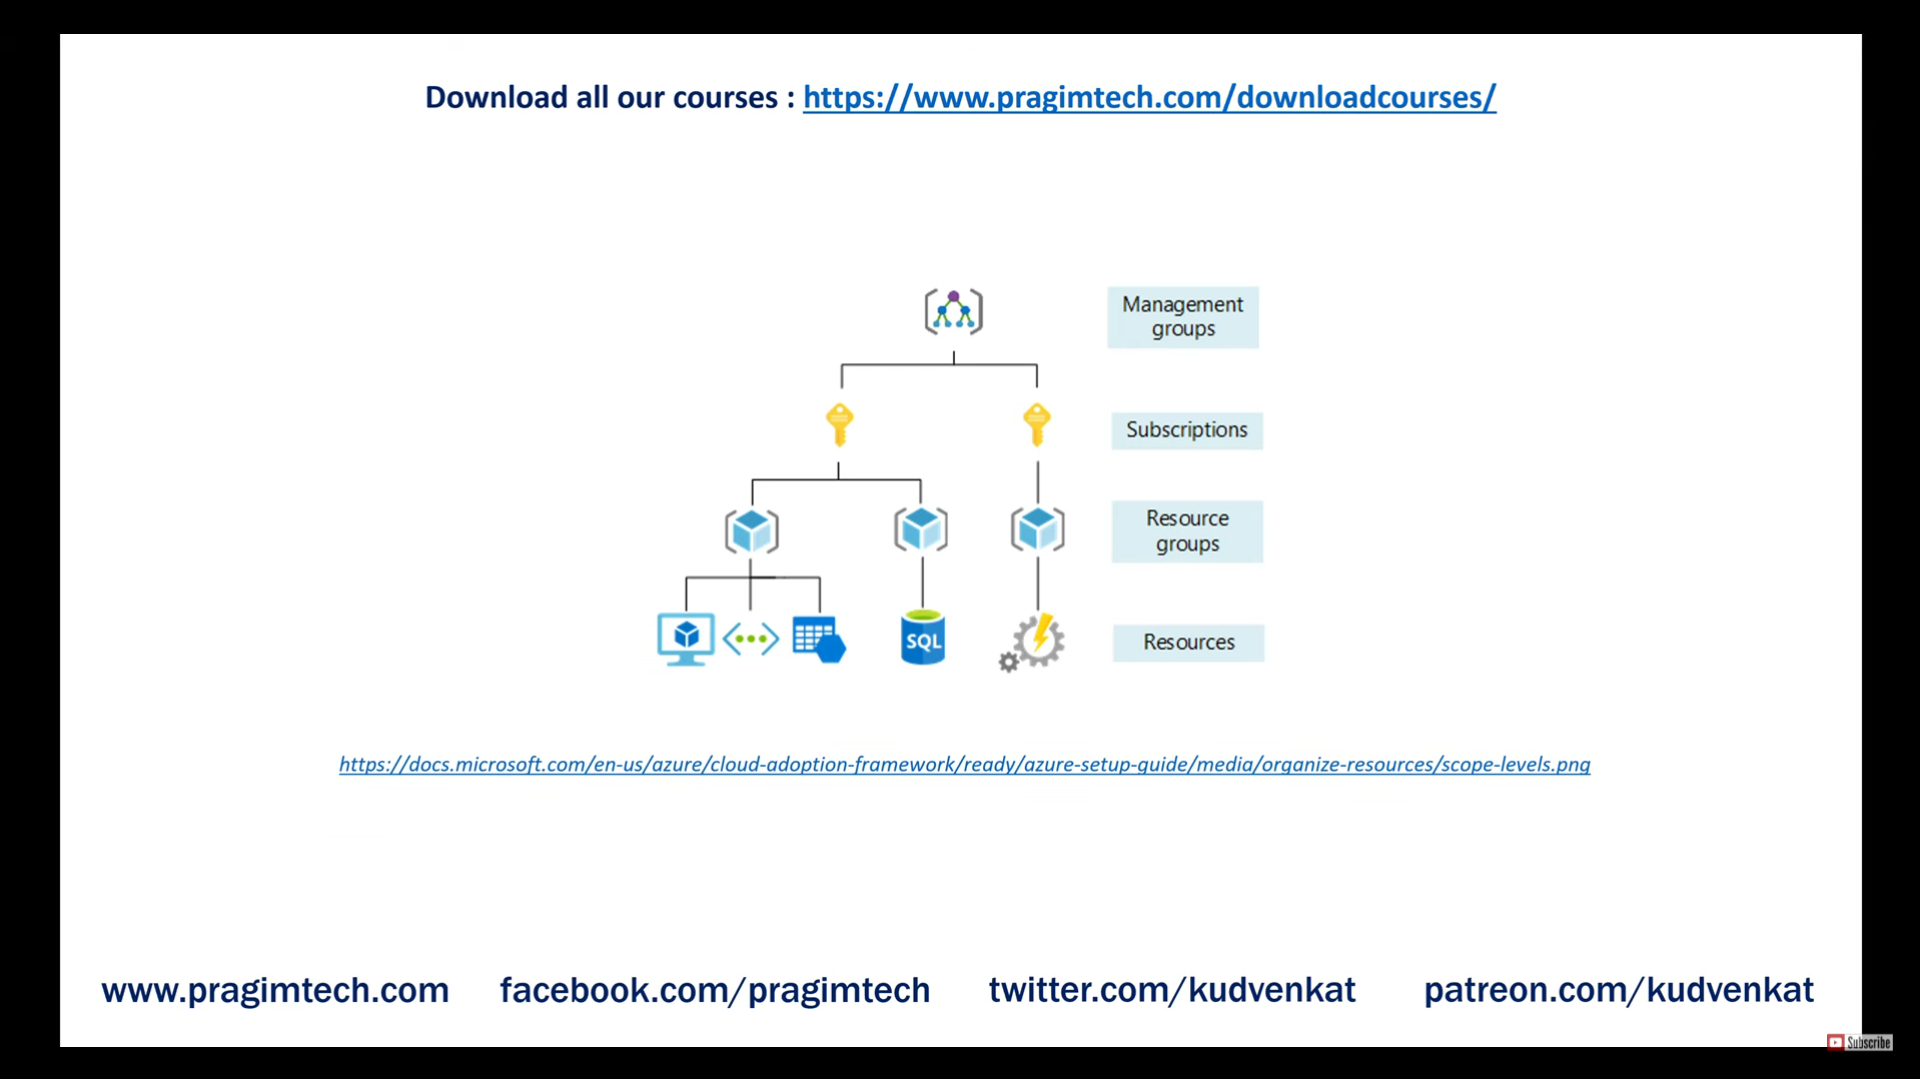 Download all our courses : https://www.pragimtech.com/downloadcourses/
Management
groups
Subscriptions
Resource
groups
SQL
Resources
https://docs.microsoft.com/en-us/azure/cloud-adoption-framework/ready/azure-setup-guide/media/organize-resources/scope-levels.png
www.pragimtech.com facebook.com/pragimtech twitter.com/kudvenkat patreon.com/kudvenkat
Subscribe